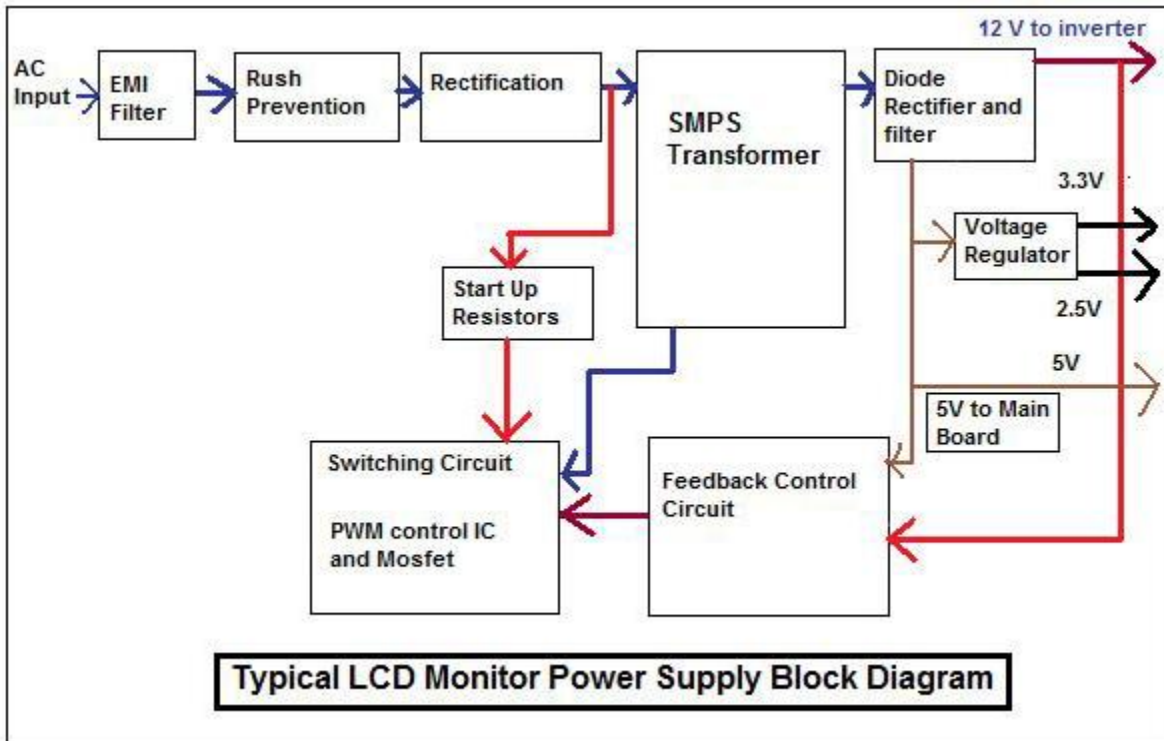 12 V to inverter
AC
Input
EMI
Filter
Rush
Prevention
Rectification
SMPS
Transformer
Diode
Rectifier and
filter
3.3V
Voltage
Regulator
2.5V
Start Up
Resistors
5V
5V to Main
Board
Switching Circuit
PWM control IC
and Mosfet
Feedback Control
Circuit
Typical LCD Monitor Power Supply Block Diagram